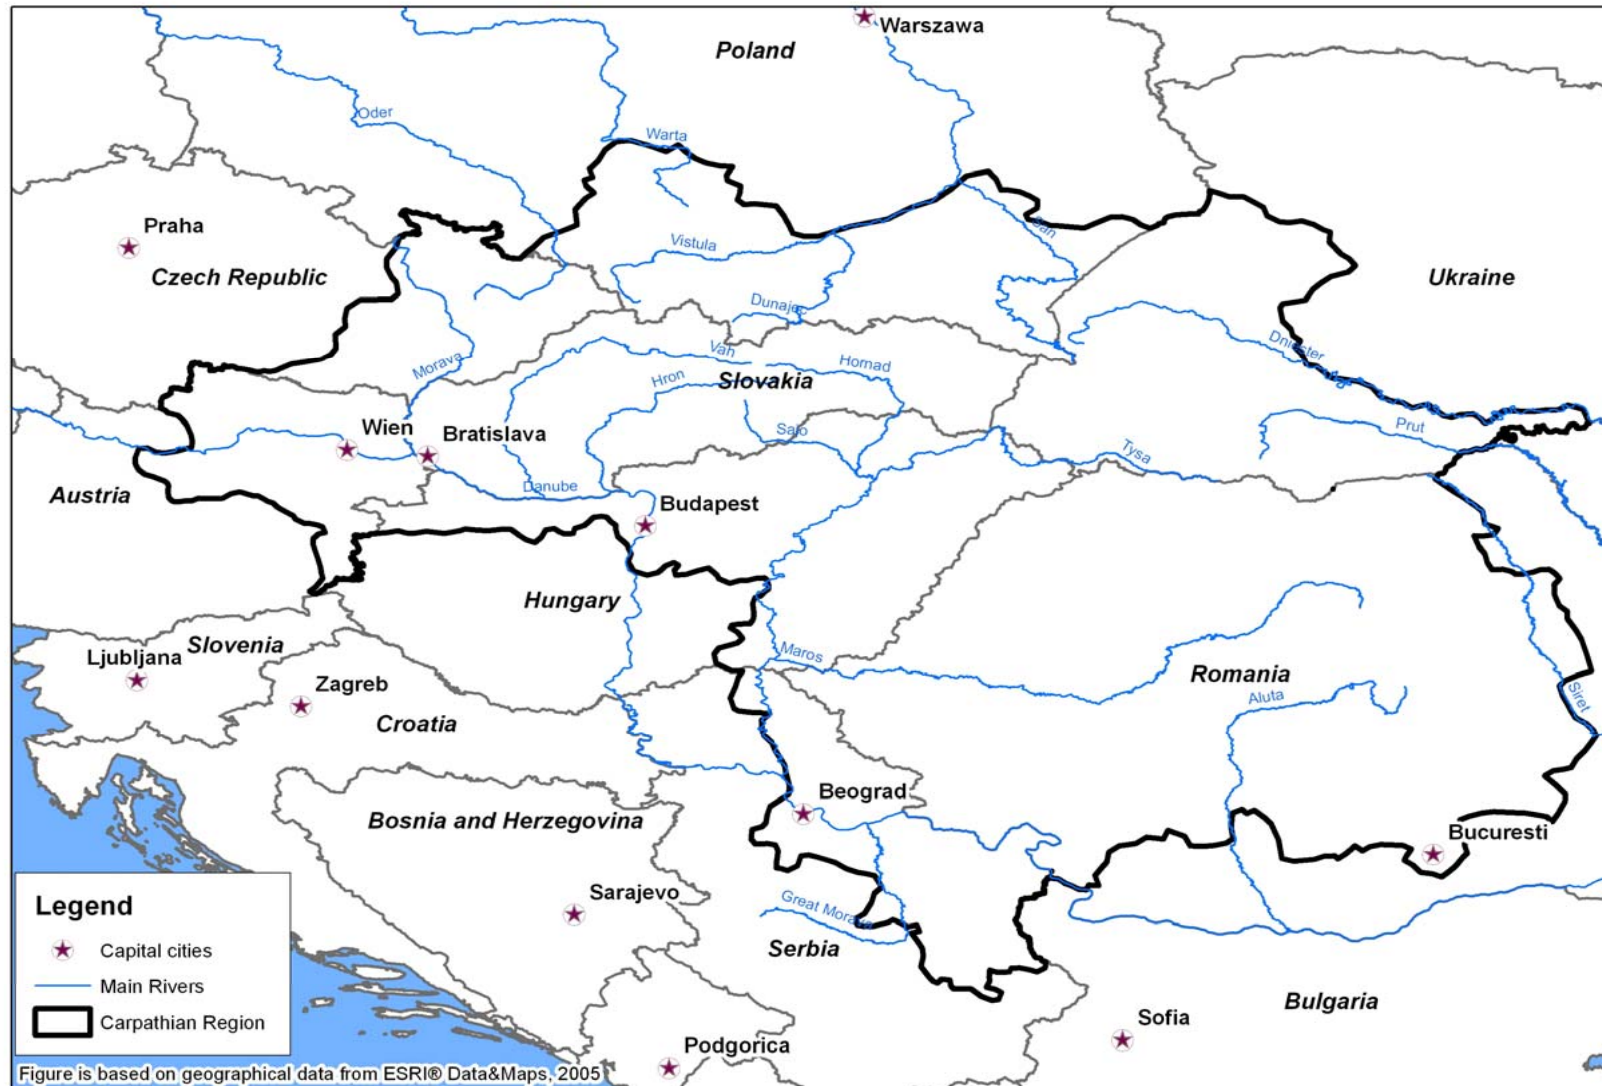 Warszawa
Poland
Oder
Warta
Praha
San
Czech Republic
Vistula
Ukraine
Dunajec
Dniester
Morava
Vah
Hornad
Hron
Slovakia
Wien
Bratislava
Sajo
Prut
Tysa
Austria
Danube
Budapest
Hungary
Slovenia
Ljubljana
Maros
Romania
Zagreb
Aluta
Siret
Croatia
Beograd
Bosnia and Herzegovina
Bucuresti
Sarajevo
Great Morava
Serbia
Bulgaria
Sofia
Podgorica
Legend
Capital cities
Main Rivers
Carpathian Region
Figure is based on geographical data from ESRI® Data&Maps, 2005